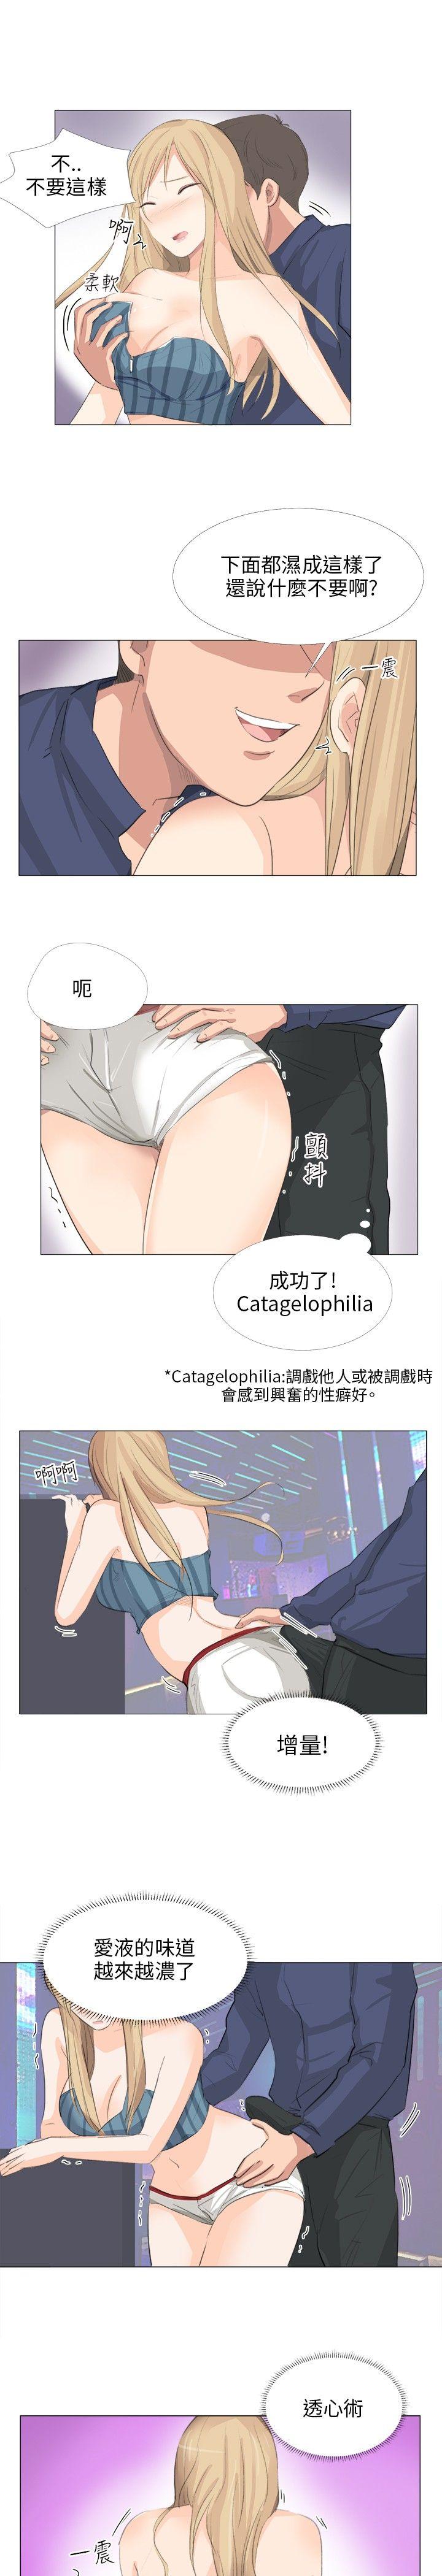 不..
不要這樣
啊
柔軟
下面都濕成這樣了
還說什麼不要啊?
一震
呃
顫抖
成功了!
Catagelophilia
*Catagelophilia:調戲他人或被調戲時
會感到興奮的性癖好。
啊啊
增量!
愛液的味道
越來越濃了
透心術
一震